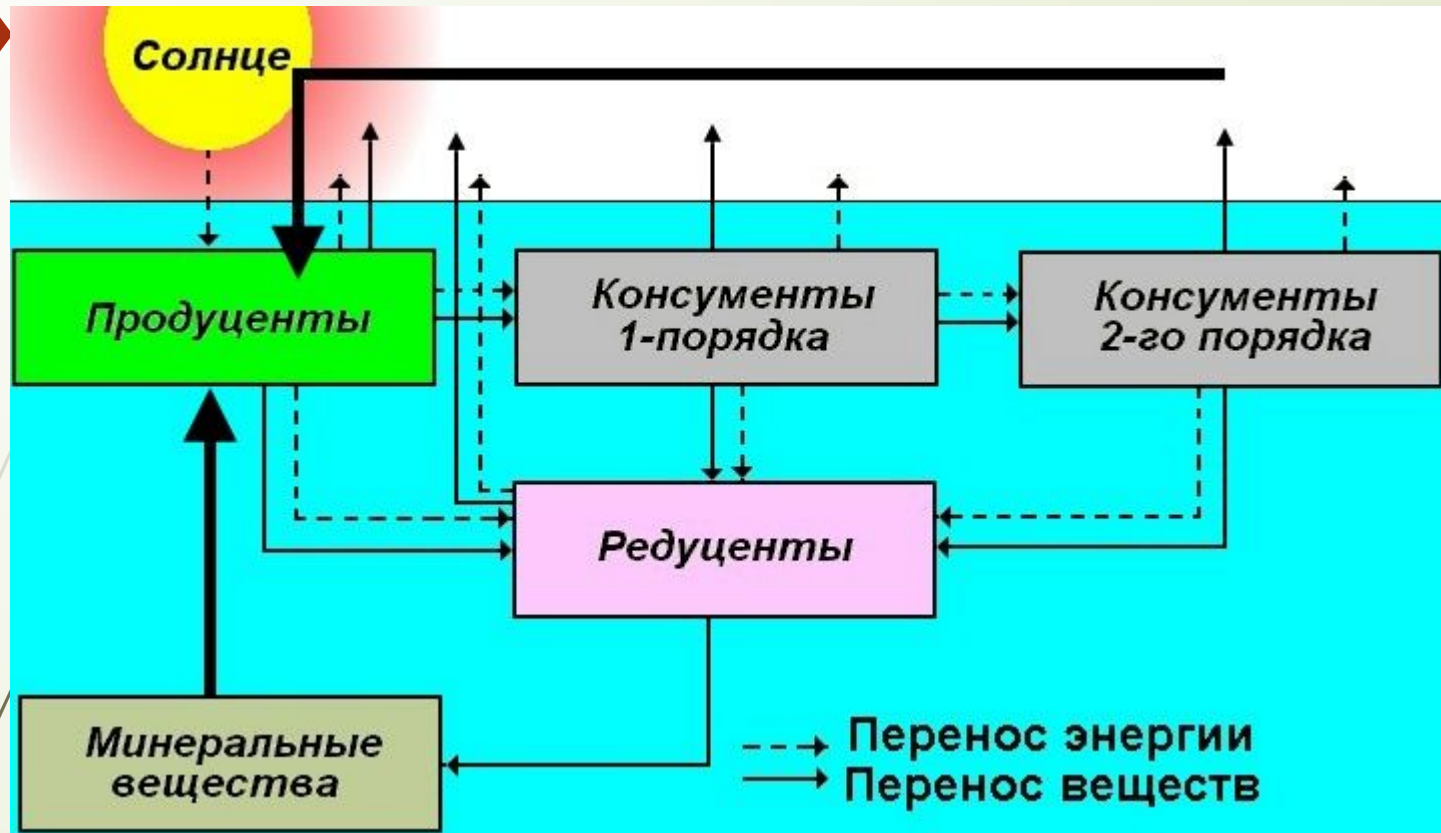 Солнце
Продуценты
Консументы
1-порядка
Консументы
2-го порядка
Редуценты
Минеральные
вещества
Перенос энергии
Перенос веществ